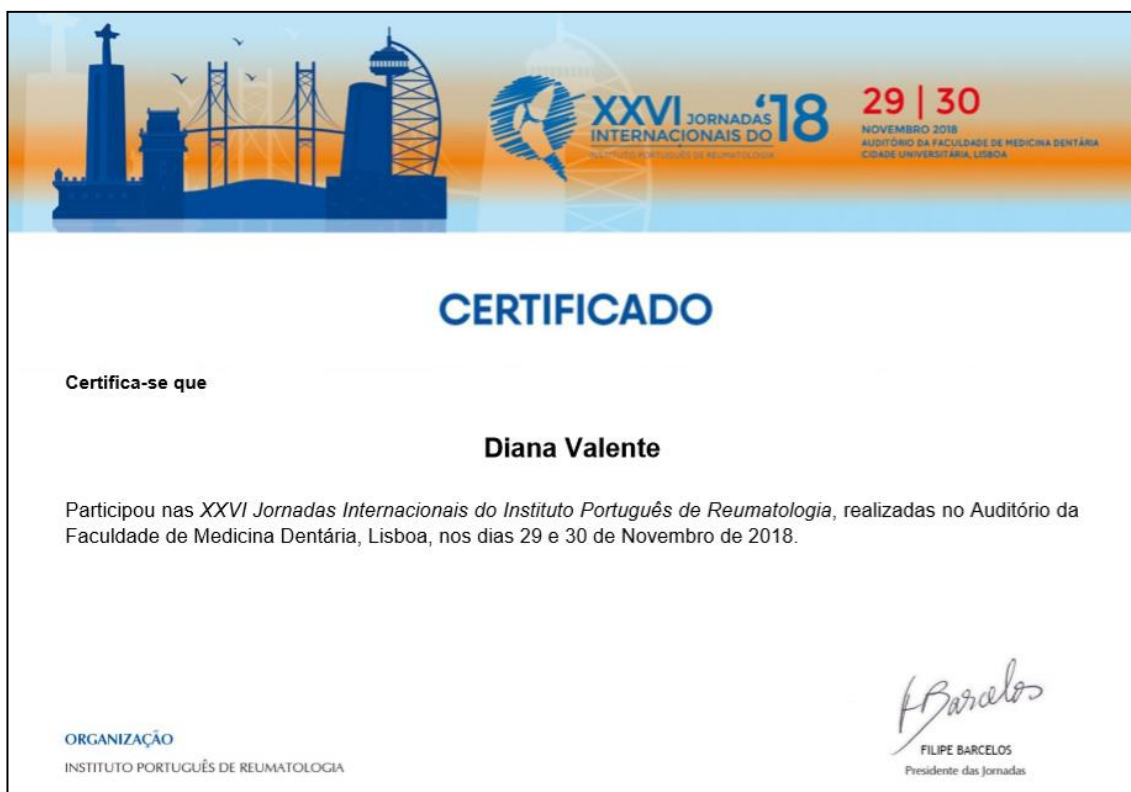 XXVI JORNADAS '18
INTERNACIONAIS DO
INSTITUTO PORTUGUÊS DE REUMATOLOGIA
29 | 30
NOVEMBRO 2018
AUDITÓRIO DA FACULDADE DE MEDICINA DENTÁRIA
CIDADE UNIVERSITÁRIA, LISBOA
CERTIFICADO
Certifica-se que
Diana Valente
Participou nas XXVI Jornadas Internacionais do Instituto Português de Reumatologia, realizadas no Auditório da
Faculdade de Medicina Dentária, Lisboa, nos dias 29 e 30 de Novembro de 2018.
FBarcelos
ORGANIZAÇÃO
INSTITUTO PORTUGUÊS DE REUMATOLOGIA
FILIPE BARCELOS
Presidente das Jornadas